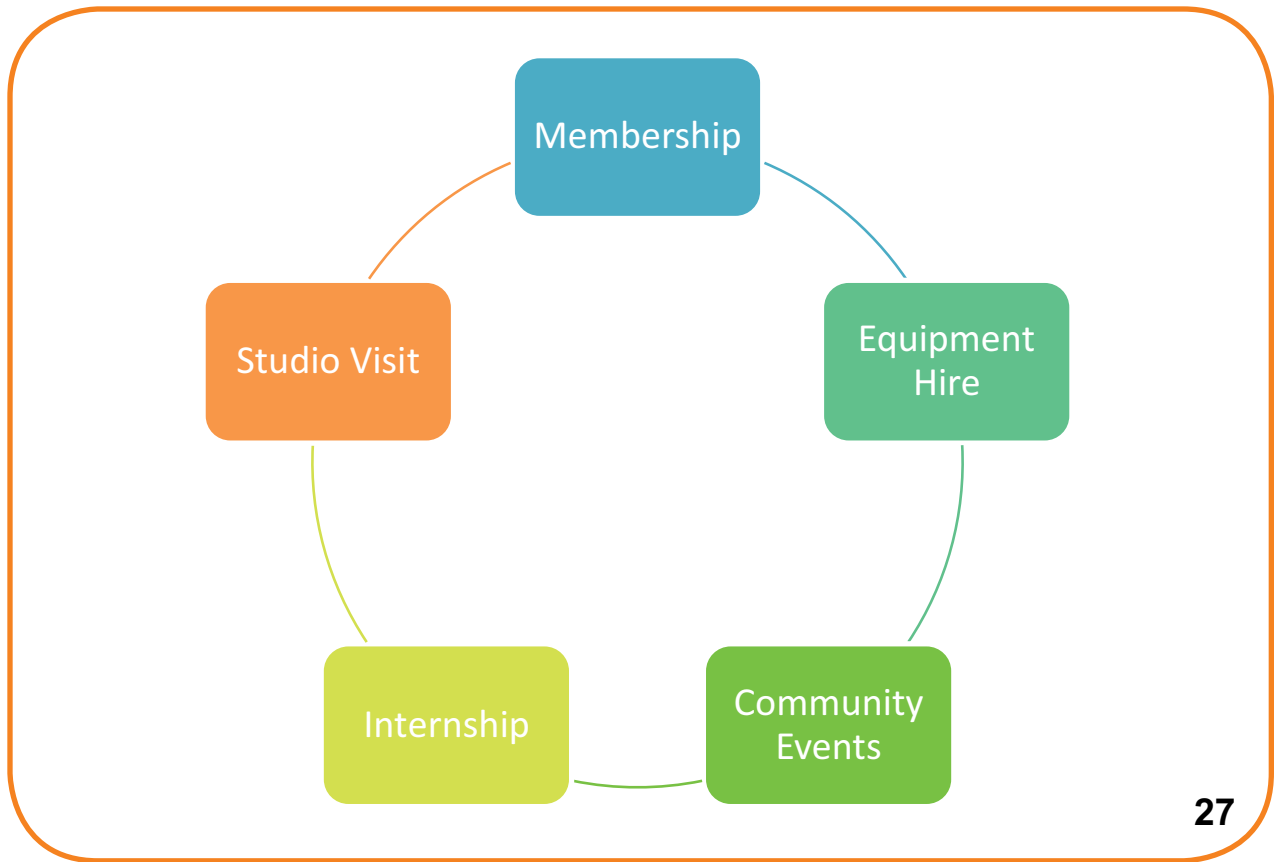 Membership
Equipment
Hire
Community
Events
Internship
Studio Visit
27